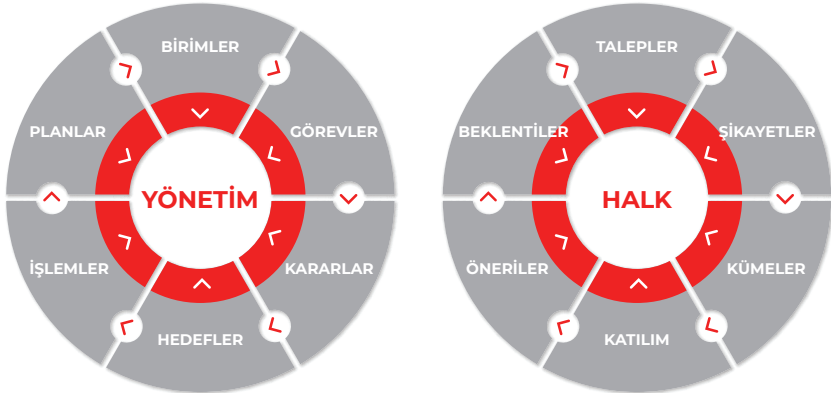 BİRİMLER
PLANLAR
GÖREVLER
YÖNETİM
İŞLEMLER
KARARLAR
HEDEFLER
TALEPLER
BEKLENTİLER
ŞİKAYETLER
HALK
ÖNERİLER
KÜMELER
KATILIM